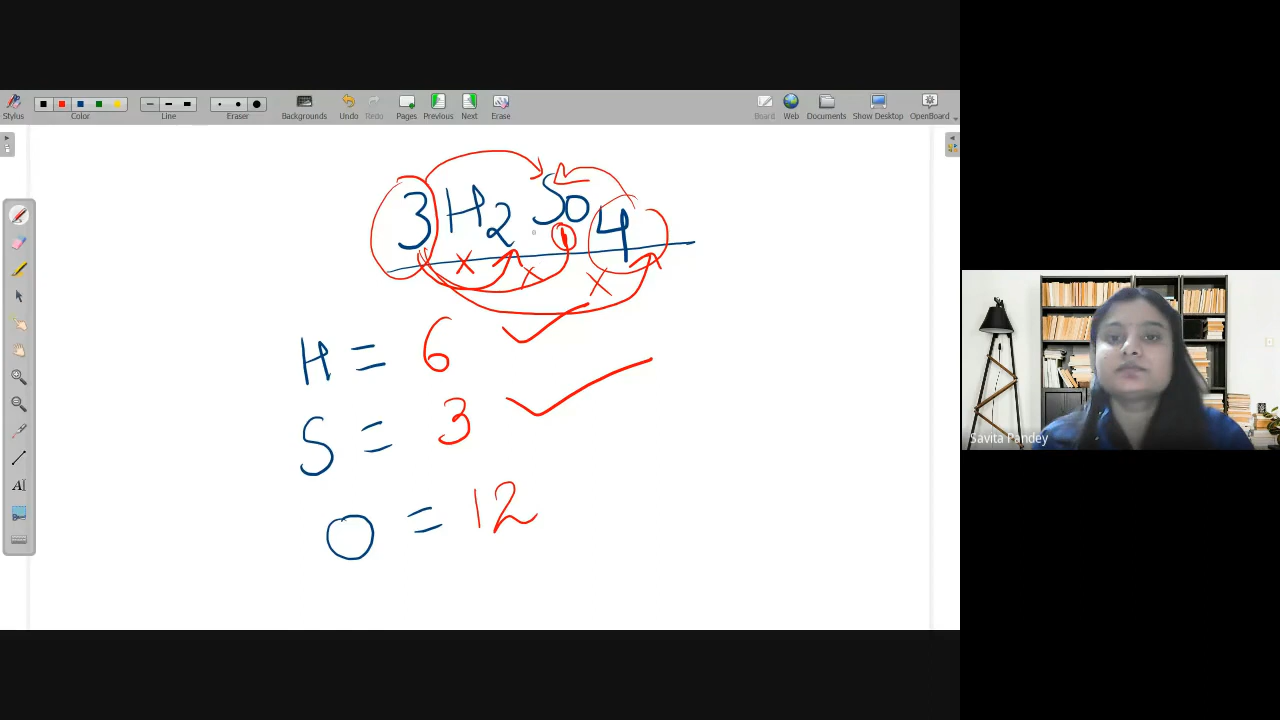 Stylus Color Line Eraser Backgrounds Undo Redo Pages Previous Next Erase Board Web Documents Show Desktop OpenBoard
3H2SO4
1
× × ×
H = 6
S = 3
O = 12
Savita Pandey